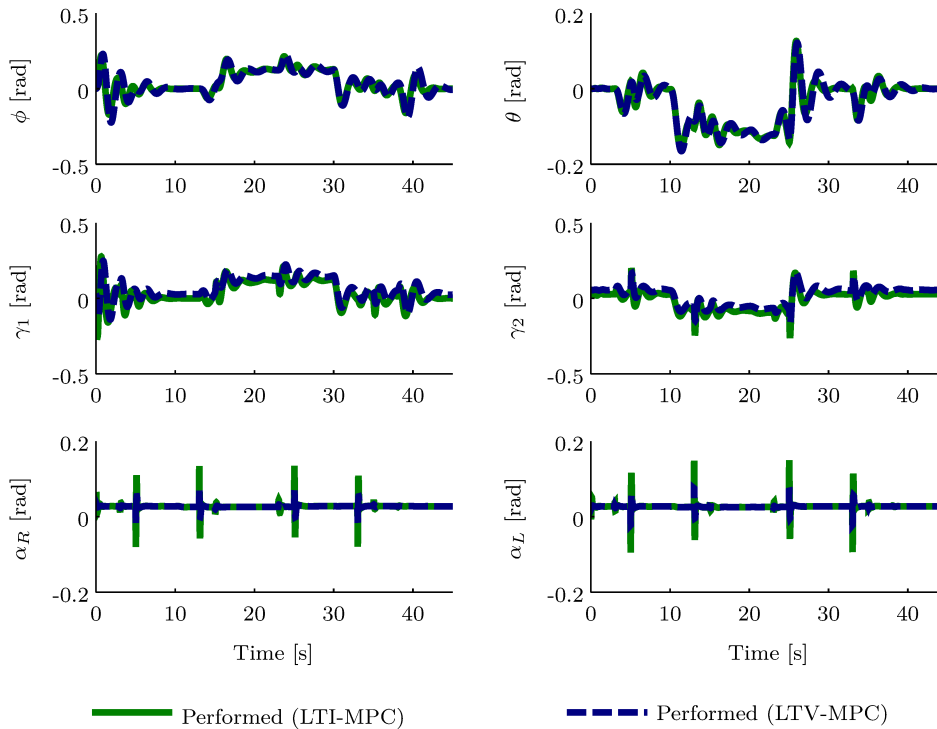 0.5 0.2
ϕ [rad] 0 θ [rad] 0
-0.5 -0.2
0 10 20 30 40 0 10 20 30 40
0.5 0.5
γ1 [rad] 0 γ2 [rad] 0
-0.5 -0.5
0 10 20 30 40 0 10 20 30 40
0.2 0.2
αR [rad] 0 αL [rad] 0
-0.2 -0.2
0 10 20 30 40 0 10 20 30 40
Time [s] Time [s]
Performed (LTI-MPC) Performed (LTV-MPC)